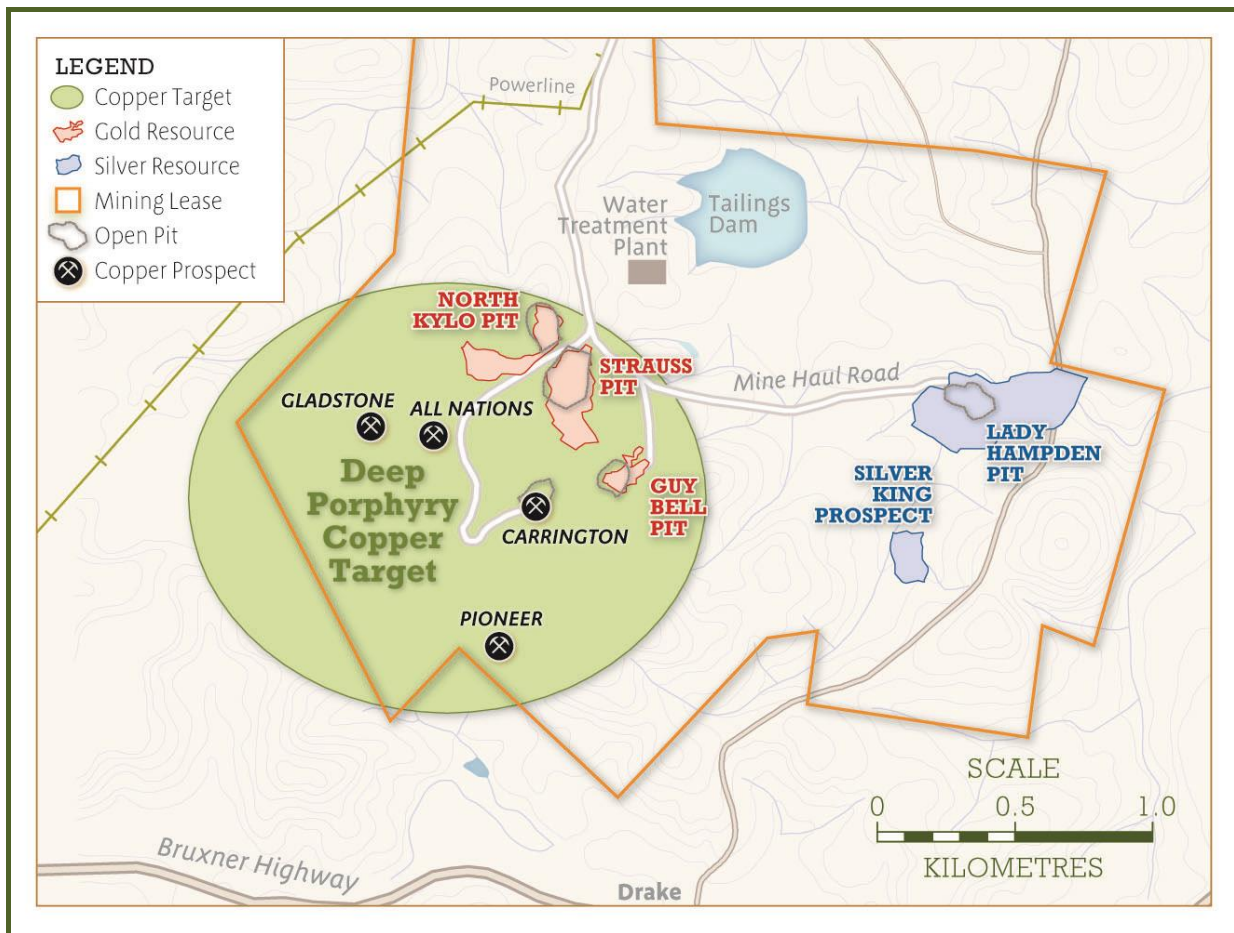 LEGEND
Copper Target
Gold Resource
Silver Resource
Mining Lease
Open Pit
Copper Prospect
Powerline
Water
Treatment
Plant
Tailings
Dam
NORTH
KYLO PIT
STRAUSS
PIT
Mine Haul Road
GLADSTONE
ALL NATIONS
LADY
HAMPDEN
PIT
Deep
Porphyry
Copper
Target
SILVER
KING
PROSPECT
GUY
BELL
PIT
CARRINGTON
PIONEER
SCALE
0 0.5 1.0
KILOMETRES
Bruxner Highway
Drake